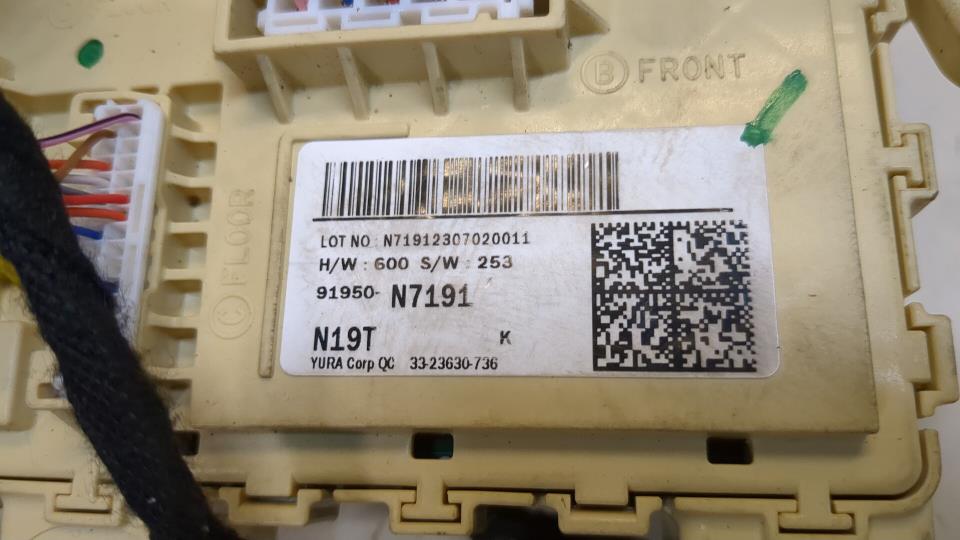 B FRONT
C FLOOR
LOT NO : N71912307020011
H/W : 600 S/W : 253
91950- N7191
N19T K
YURA Corp QC 33-23630-736